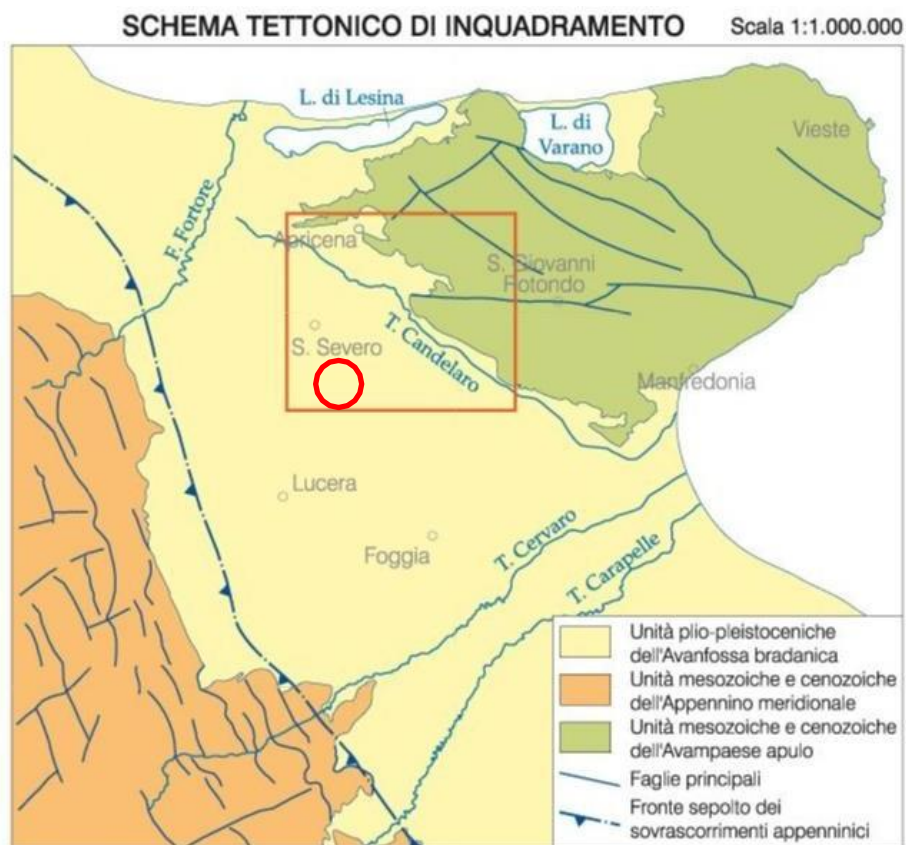 SCHEMA TETTONICO DI INQUADRAMENTO Scala 1:1.000.000
L. di Lesina
L. di
Varano
Vieste
F. Fortore
Apricena
S. Giovanni
Rotondo
S. Severo
T. Candelaro
Manfredonia
Lucera
Foggia
T. Cervaro
T. Carapelle
Unità plio-pleistoceniche
dell'Avanfossa bradanica
Unità mesozoiche e cenozoiche
dell'Appennino meridionale
Unità mesozoiche e cenozoiche
dell'Avampaese apulo
Faglie principali
Fronte sepolto dei
sovrascorrimenti appenninici